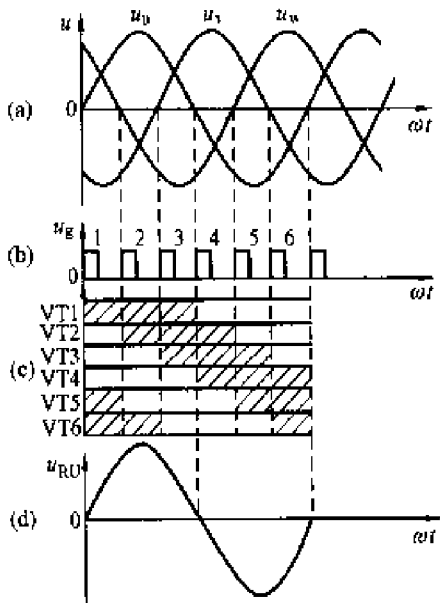 u
u_U u_V u_W
(a) 0
ωt
u_g
1 2 3 4 5 6
(b)
0
ωt
VT1
VT2
VT3
(c) VT4
VT5
VT6
u_RU
(d) 0
ωt